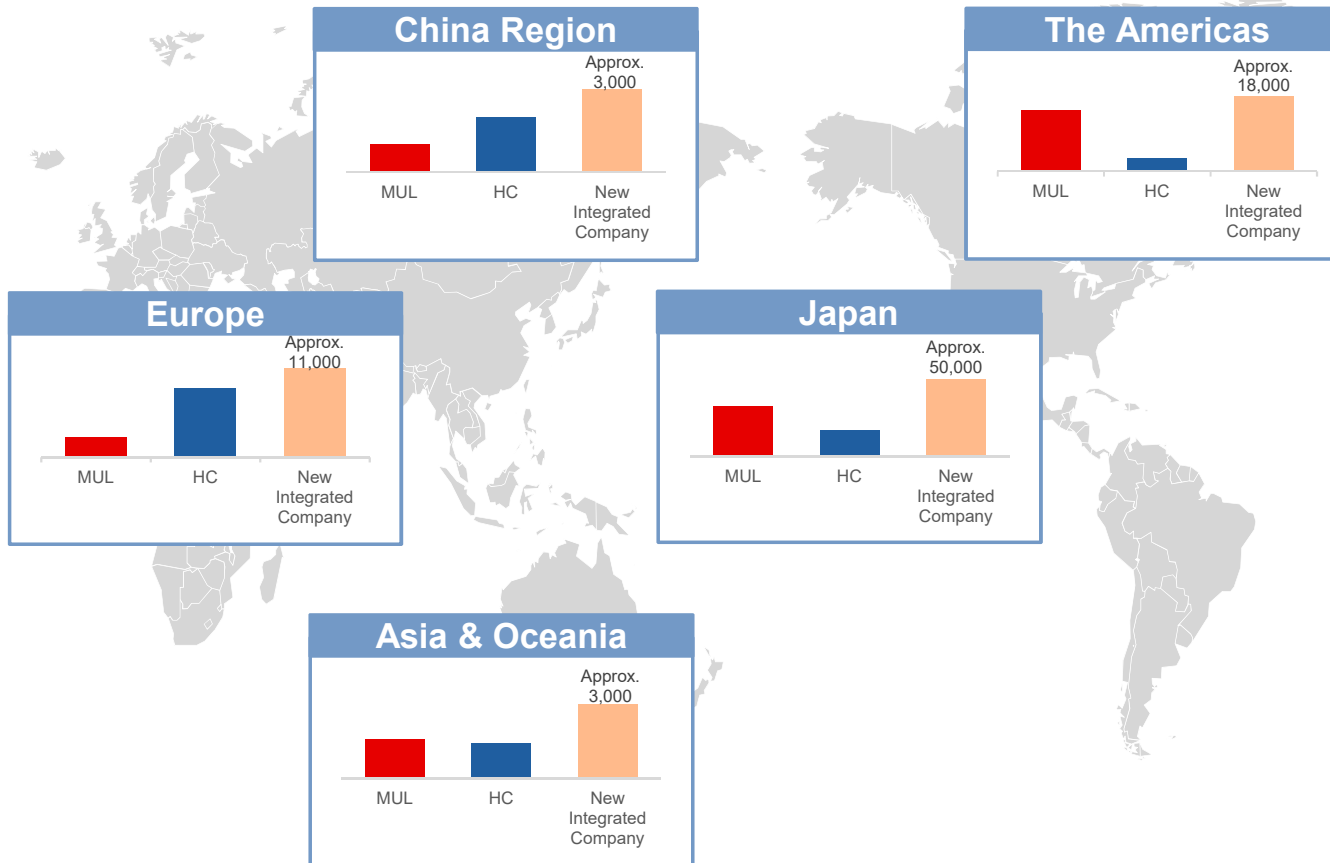 China Region
Approx.
3,000
MUL
HC
New
Integrated
Company
The Americas
Approx.
18,000
MUL
HC
New
Integrated
Company
Europe
Approx.
11,000
MUL
HC
New
Integrated
Company
Japan
Approx.
50,000
MUL
HC
New
Integrated
Company
Asia & Oceania
Approx.
3,000
MUL
HC
New
Integrated
Company